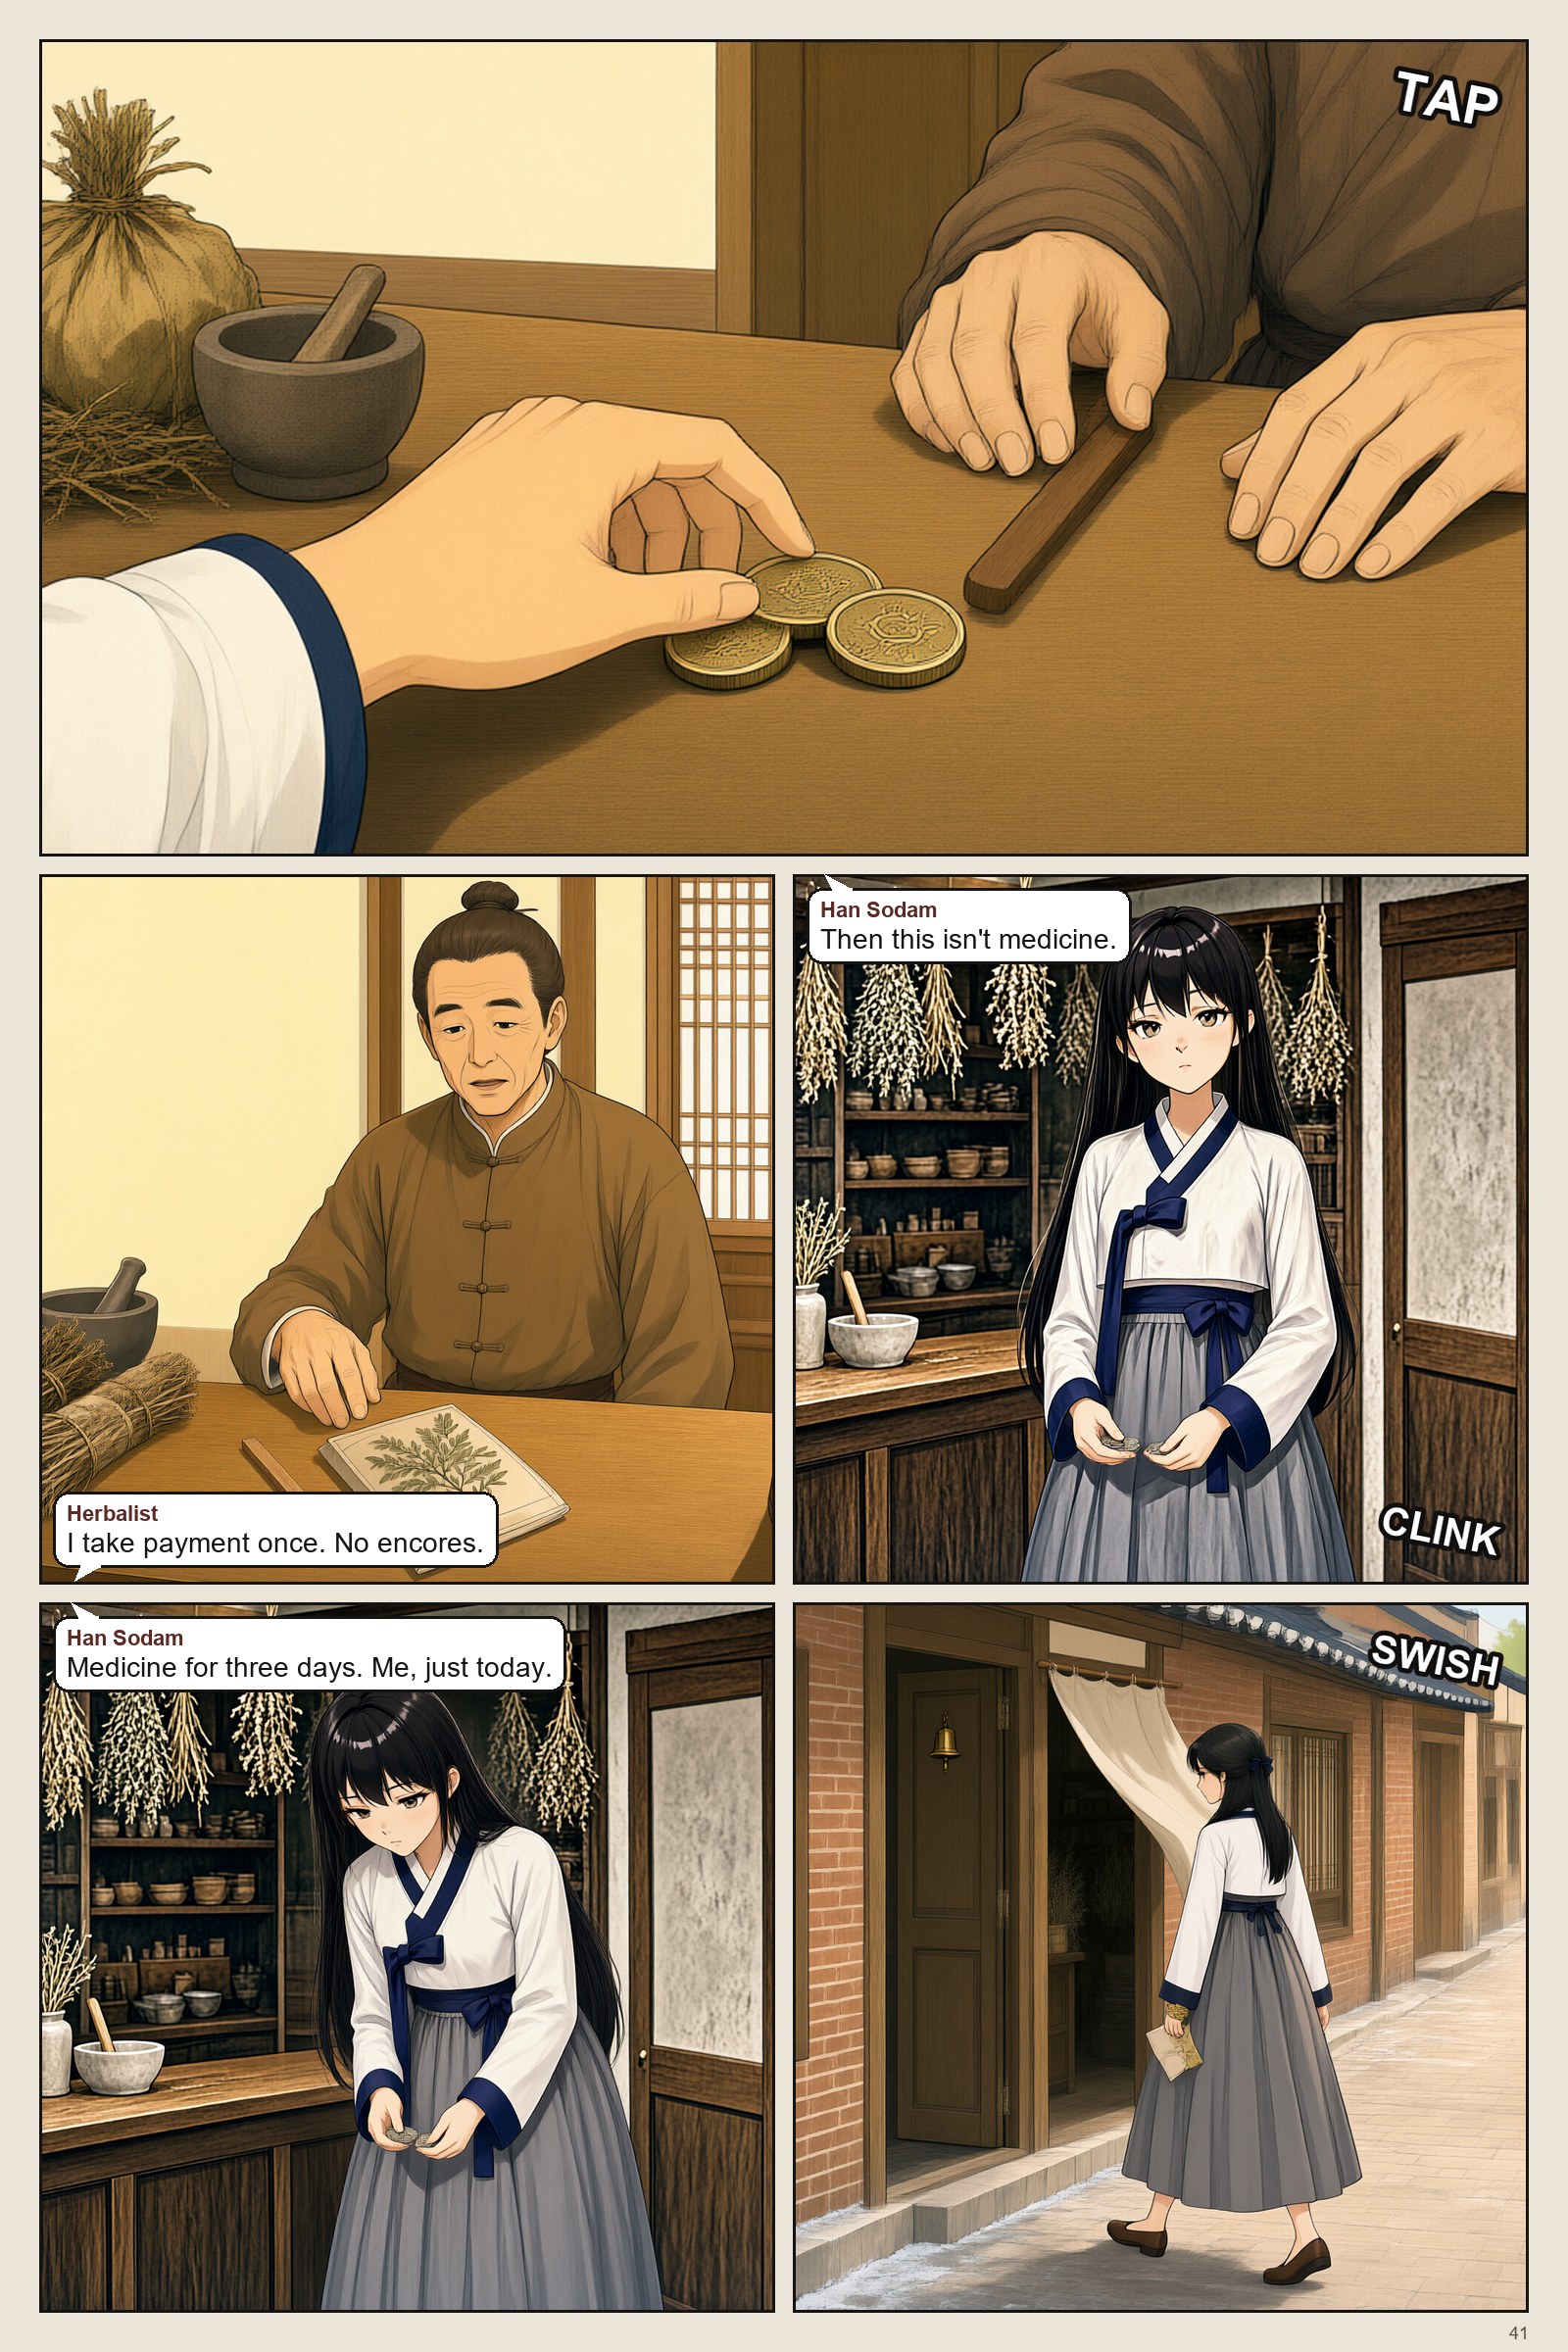 TAP
Herbalist
I take payment once. No encores.
Han Sodam
Then this isn't medicine.
CLINK
Han Sodam
Medicine for three days. Me, just today.
SWISH
41